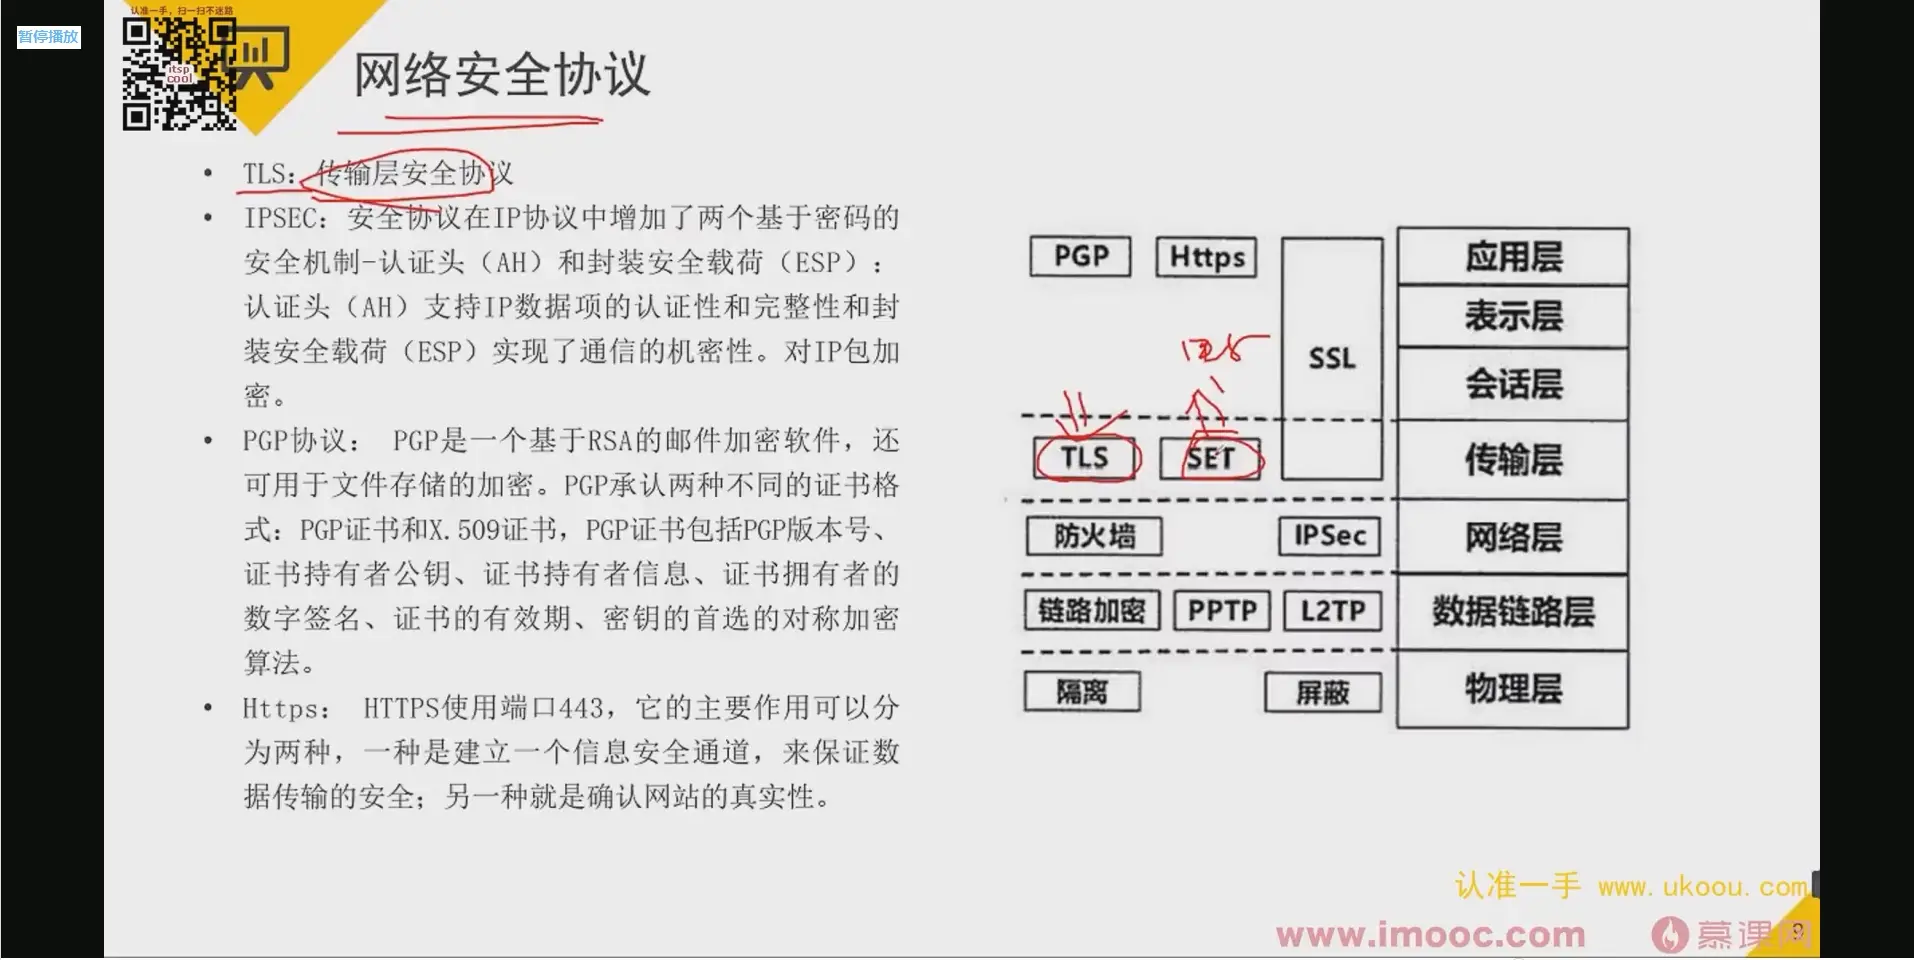 认准一手,扫一扫不迷路
暂停播放
itsp
cool
网络安全协议
• TLS：传输层安全协议
• IPSEC：安全协议在IP协议中增加了两个基于密码的
安全机制-认证头（AH）和封装安全载荷（ESP）：
认证头（AH）支持IP数据项的认证性和完整性和封
装安全载荷（ESP）实现了通信的机密性。对IP包加
密。
• PGP协议： PGP是一个基于RSA的邮件加密软件，还
可用于文件存储的加密。PGP承认两种不同的证书格
式：PGP证书和X.509证书，PGP证书包括PGP版本号、
证书持有者公钥、证书持有者信息、证书拥有者的
数字签名、证书的有效期、密钥的首选的对称加密
算法。
• Https： HTTPS使用端口443，它的主要作用可以分
为两种，一种是建立一个信息安全通道，来保证数
据传输的安全；另一种就是确认网站的真实性。
PGP Https 应用层
表示层
SSL
会话层
TLS SET 传输层
防火墙 IPSec 网络层
链路加密 PPTP L2TP 数据链路层
隔离 屏蔽 物理层
认准一手 www.ukoou.com
www.imooc.com 慕课网
9